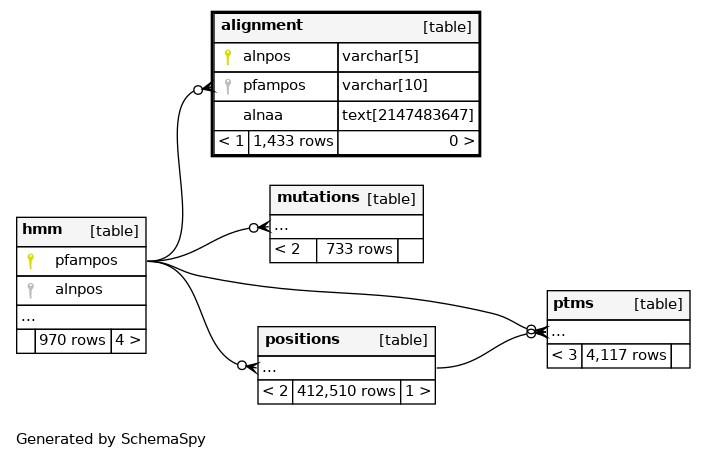 alignment [table]
alnpos varchar[5]
pfampos varchar[10]
alnaa text[2147483647]
< 1 1,433 rows 0 >
mutations [table]
...
< 2 733 rows
hmm [table]
pfampos
alnpos
...
970 rows 4 >
ptms [table]
...
< 3 4,117 rows
positions [table]
...
< 2 412,510 rows 1 >
Generated by SchemaSpy